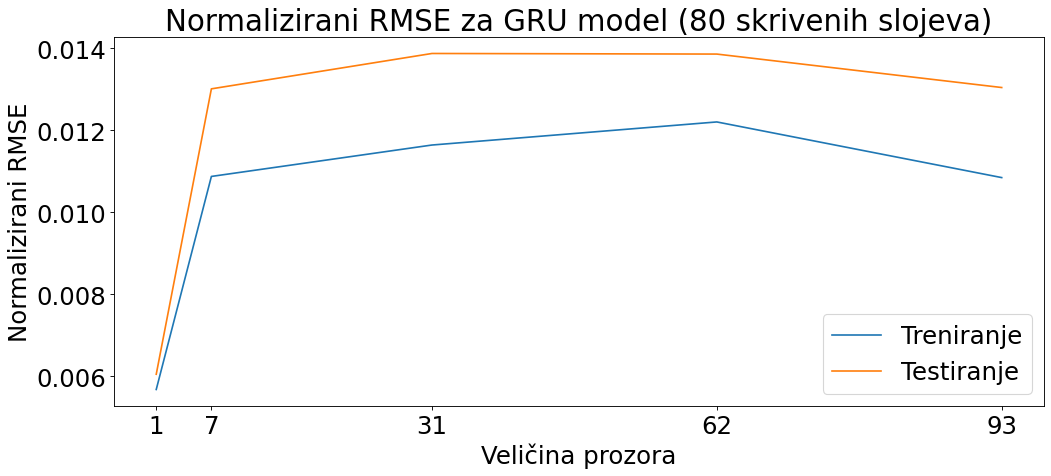 Normalizirani RMSE za GRU model (80 skrivenih slojeva)
Normalizirani RMSE
0.014
0.012
0.010
0.008
0.006
Treniranje
Testiranje
1 7 31 62 93
Veličina prozora